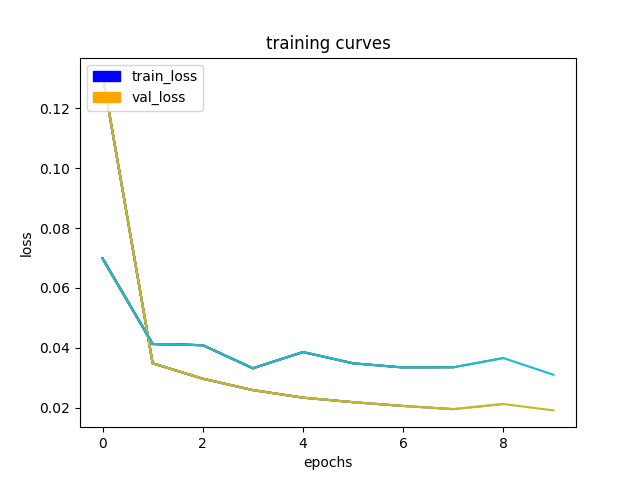 training curves
train_loss
val_loss
0.12
0.10
0.08
0.06
0.04
0.02
loss
0 2 4 6 8
epochs